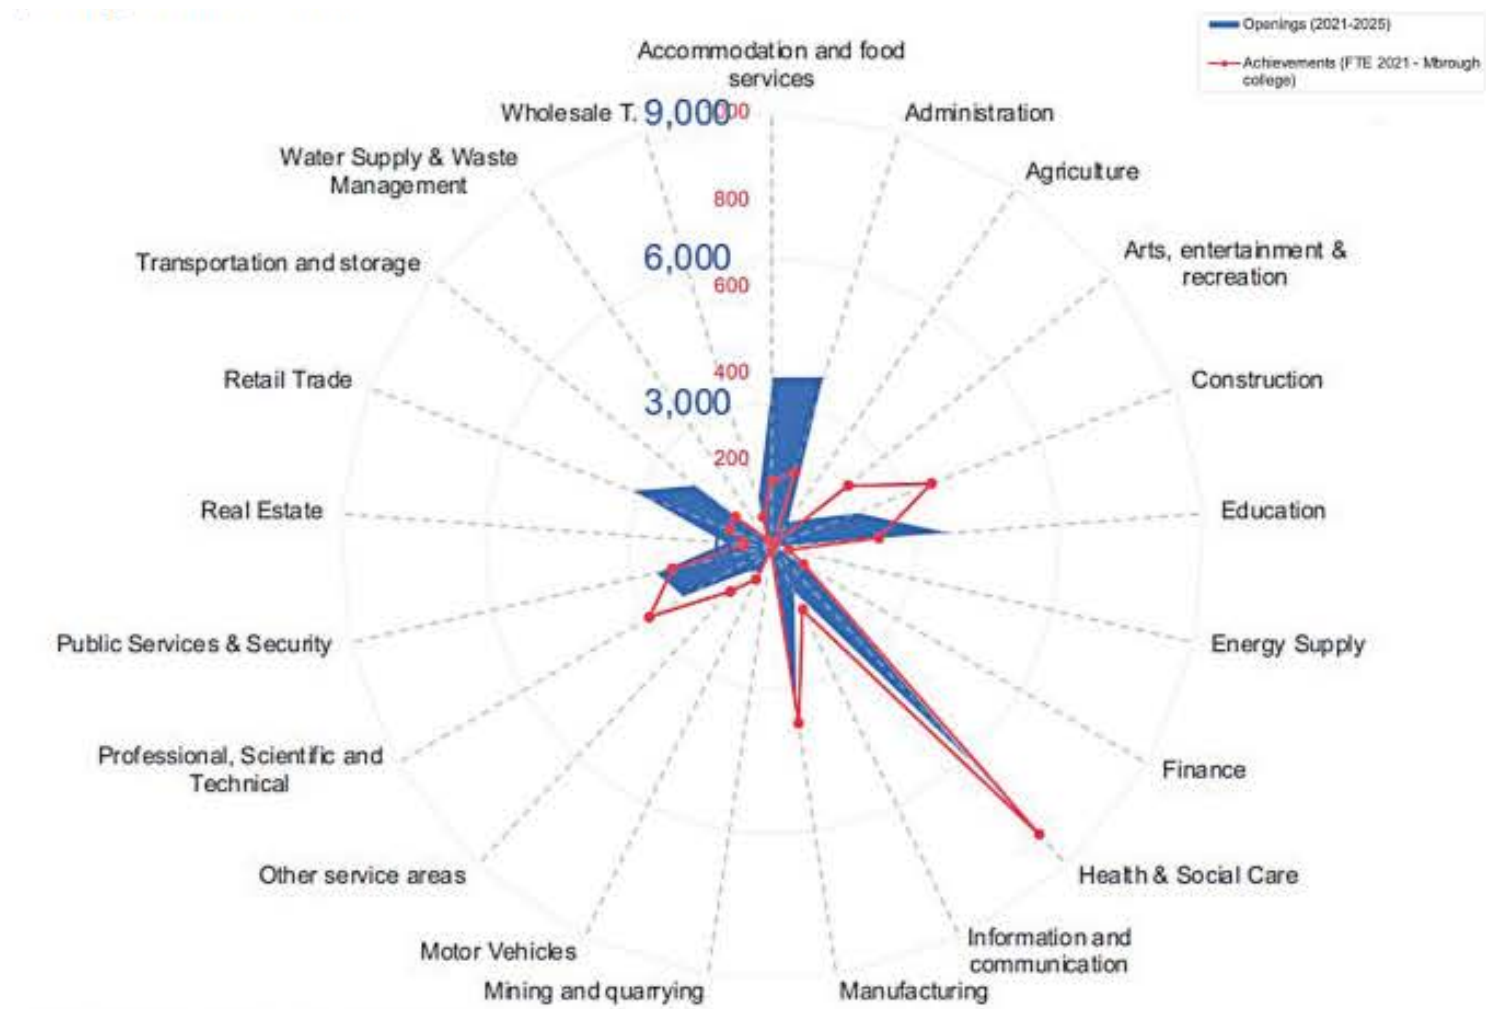 Openings (2021-2025)
Achievements (FTE 2021 - Mbrough
college)
Accommodation and food
services
Wholesale T.
9,000
Administration
Water Supply & Waste
Management
Agriculture
800
Transportation and storage
6,000
600
Arts, entertainment &
recreation
Retail Trade
400
3,000
Construction
200
Real Estate
Education
Public Services & Security
Energy Supply
Professional, Scientific and
Technical
Finance
Other service areas
Health & Social Care
Motor Vehicles
Information and
communication
Mining and quarrying
Manufacturing